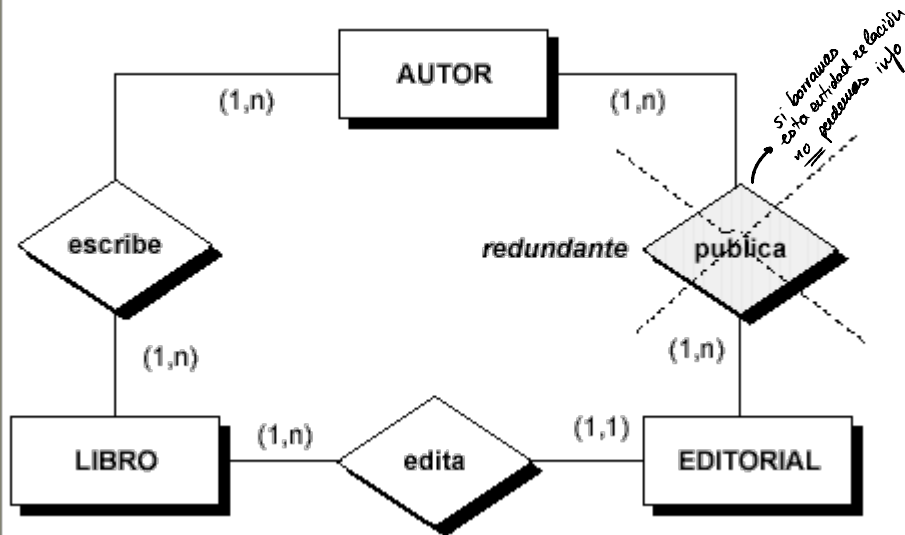 AUTOR
(1,n)
(1,n)
si borramos
esta entidad relación
no perdemos info
escribe
redundante
publica
(1,n)
(1,n)
LIBRO
(1,n)
edita
(1,1)
EDITORIAL